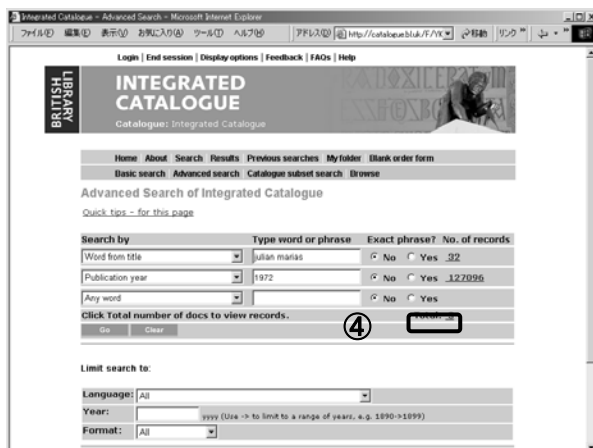 Integrated Catalogue - Advanced Search - Microsoft Internet Explorer
ファイル(F) 編集(E) 表示(V) お気に入り(A) ツール(T) ヘルプ(H) アドレス(D) http://catalogue.bl.uk/F/YK 移動 リンク
Login | End session | Display options | Feedback | FAQs | Help
BRITISH LIBRARY
INTEGRATED
CATALOGUE
Catalogue: Integrated Catalogue
Home About Search Results Previous searches My folder Blank order form
Basic search Advanced search Catalogue subset search Browse
Advanced Search of Integrated Catalogue
Quick tips - for this page
Search by Type word or phrase Exact phrase? No. of records
Word from title julian marias No Yes 32
Publication year 1972 No Yes 127096
Any word No Yes
Click Total number of docs to view records. Total:
Go Clear
④
Limit search to:
Language: All
Year: yyyy (Use -> to limit to a range of years, e.g. 1890->1899)
Format: All